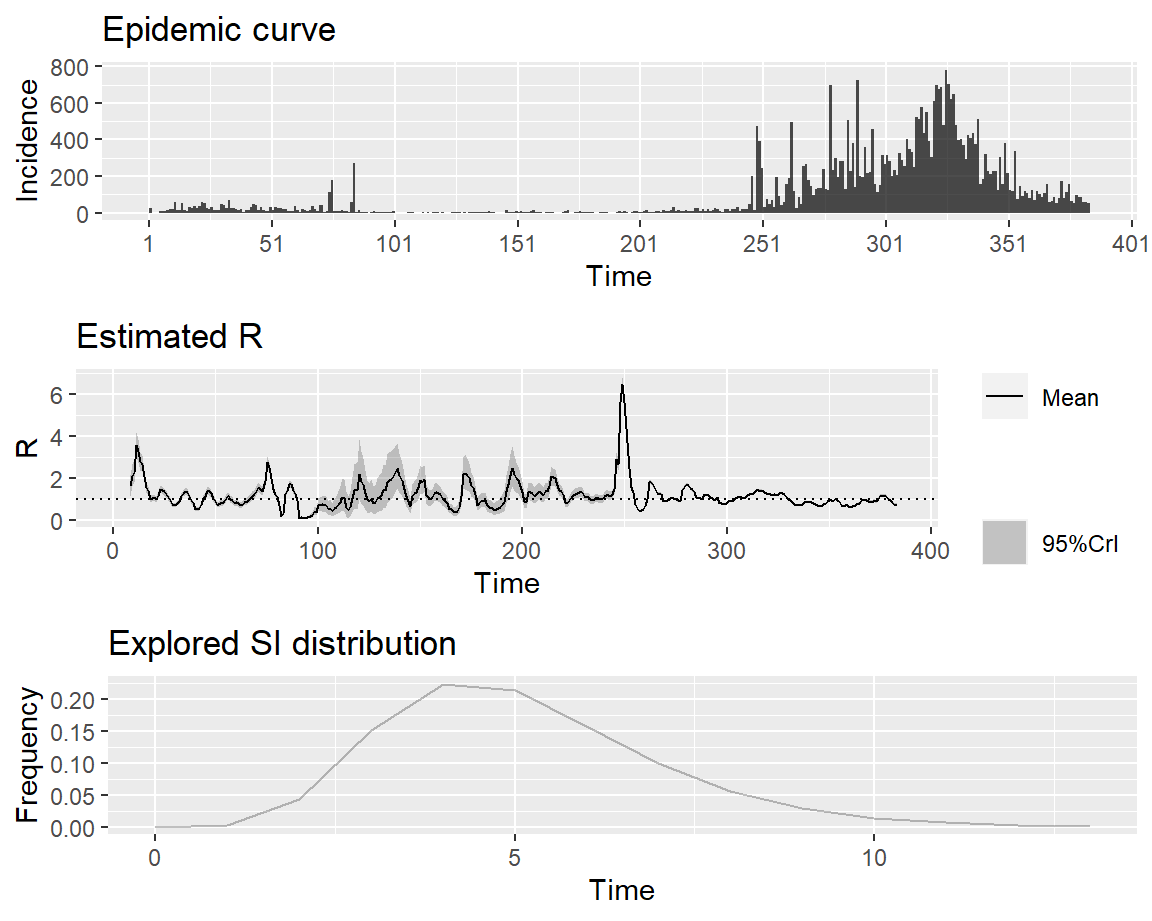 Epidemic curve
800
600
400
200
0
Incidence
1 51 101 151 201 251 301 351 401
Time
Estimated R
6
4
2
0
R
0 100 200 300 400
Time
Mean
95%CrI
Explored SI distribution
0.20
0.15
0.10
0.05
0.00
Frequency
0 5 10
Time